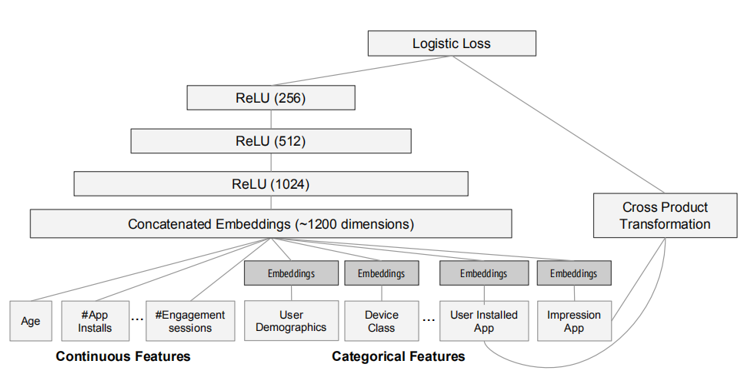 Logistic Loss
ReLU (256)
ReLU (512)
ReLU (1024)
Concatenated Embeddings (~1200 dimensions)
Cross Product
Transformation
Embeddings
Embeddings
Embeddings
Embeddings
Age
#App
Installs
...
#Engagement
sessions
User
Demographics
Device
Class
...
User Installed
App
Impression
App
Continuous Features
Categorical Features